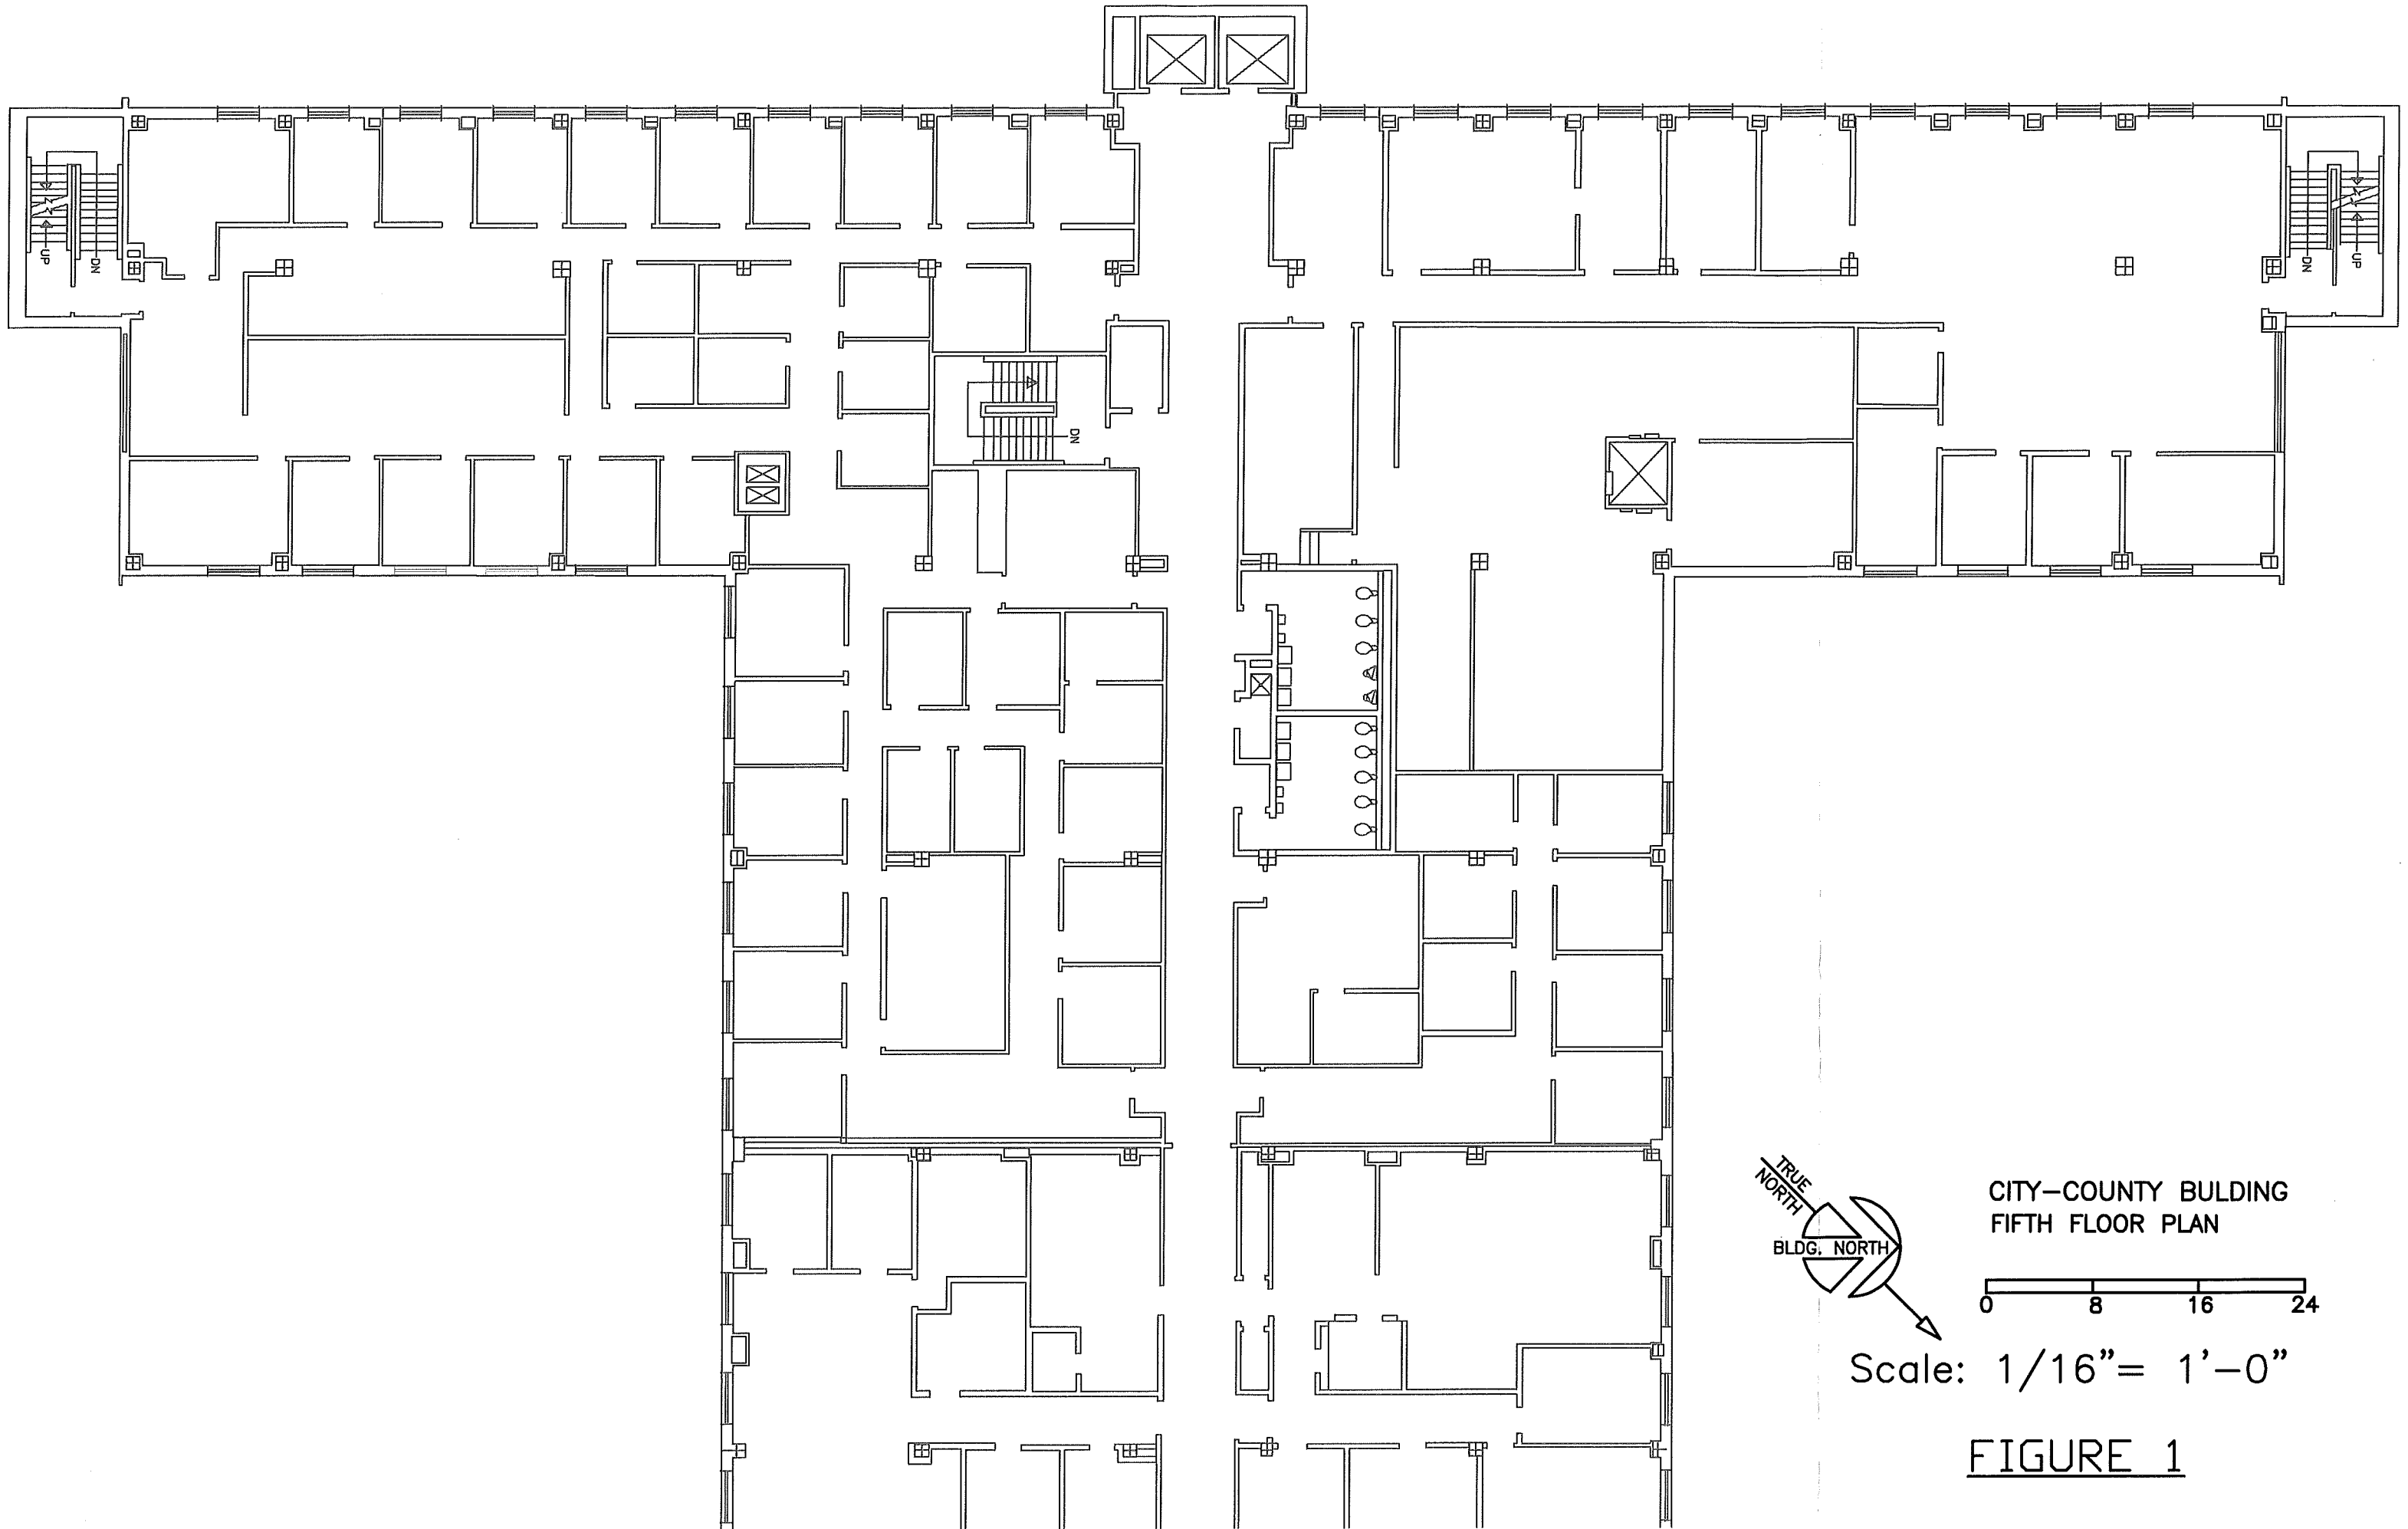 UP
DN
DN
UP
DN
TRUE
NORTH
BLDG. NORTH
CITY-COUNTY BULDING
FIFTH FLOOR PLAN
0 8 16 24
Scale: 1/16"= 1'-0"
FIGURE 1